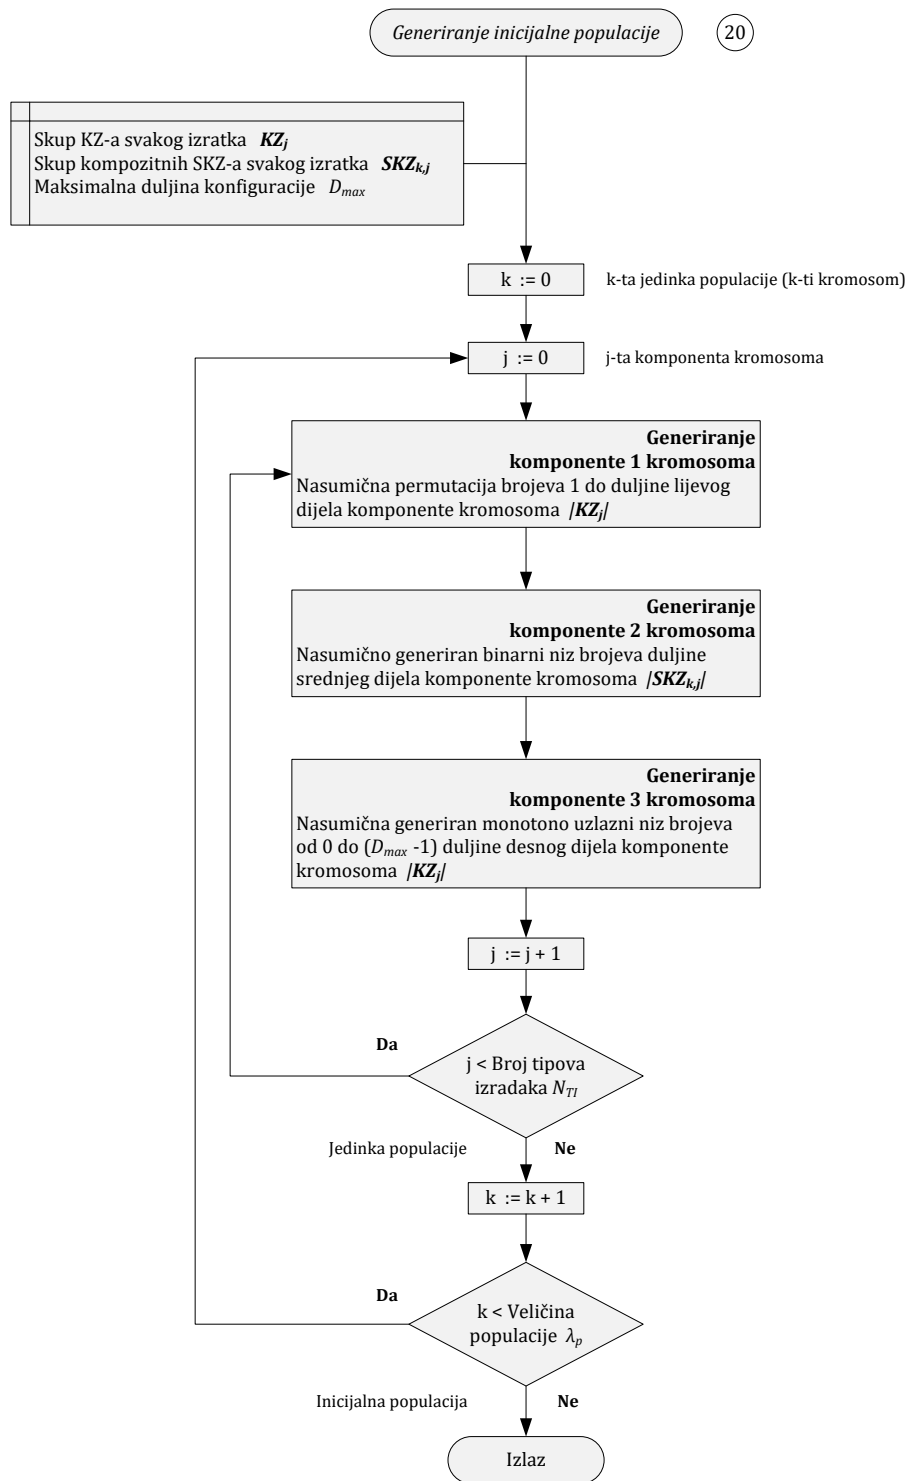 Generiranje inicijalne populacije
20
Skup KZ-a svakog izratka KZj
Skup kompozitnih SKZ-a svakog izratka SKZk,j
Maksimalna duljina konfiguracije Dmax
k := 0
k-ta jedinka populacije (k-ti kromosom)
j := 0
j-ta komponenta kromosoma
Generiranje
komponente 1 kromosoma
Nasumična permutacija brojeva 1 do duljine lijevog
dijela komponente kromosoma |KZj|
Generiranje
komponente 2 kromosoma
Nasumično generiran binarni niz brojeva duljine
srednjeg dijela komponente kromosoma |SKZk,j|
Generiranje
komponente 3 kromosoma
Nasumična generiran monotono uzlazni niz brojeva
od 0 do (Dmax -1) duljine desnog dijela komponente
kromosoma |KZj|
j := j + 1
Da
j < Broj tipova
izradaka NTI
Jedinka populacije
Ne
k := k + 1
Da
k < Veličina
populacije λp
Inicijalna populacija
Ne
Izlaz